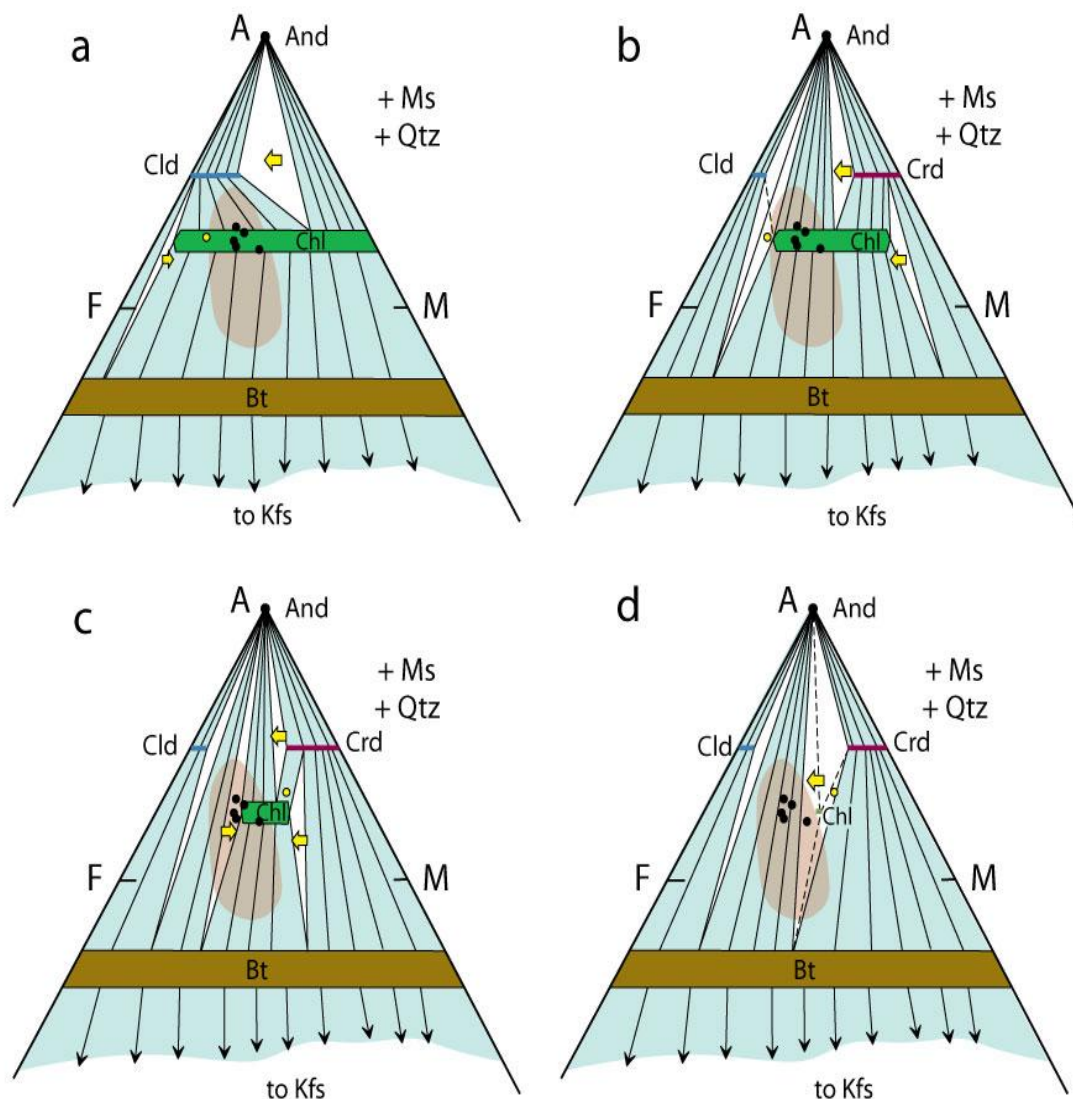 a
A And
+ Ms
+ Qtz
Cld
Chl
F M
Bt
to Kfs
b
A And
+ Ms
+ Qtz
Cld Crd
Chl
F M
Bt
to Kfs
c
A And
+ Ms
+ Qtz
Cld Crd
Chl
F M
Bt
to Kfs
d
A And
+ Ms
+ Qtz
Cld Crd
Chl
F M
Bt
to Kfs